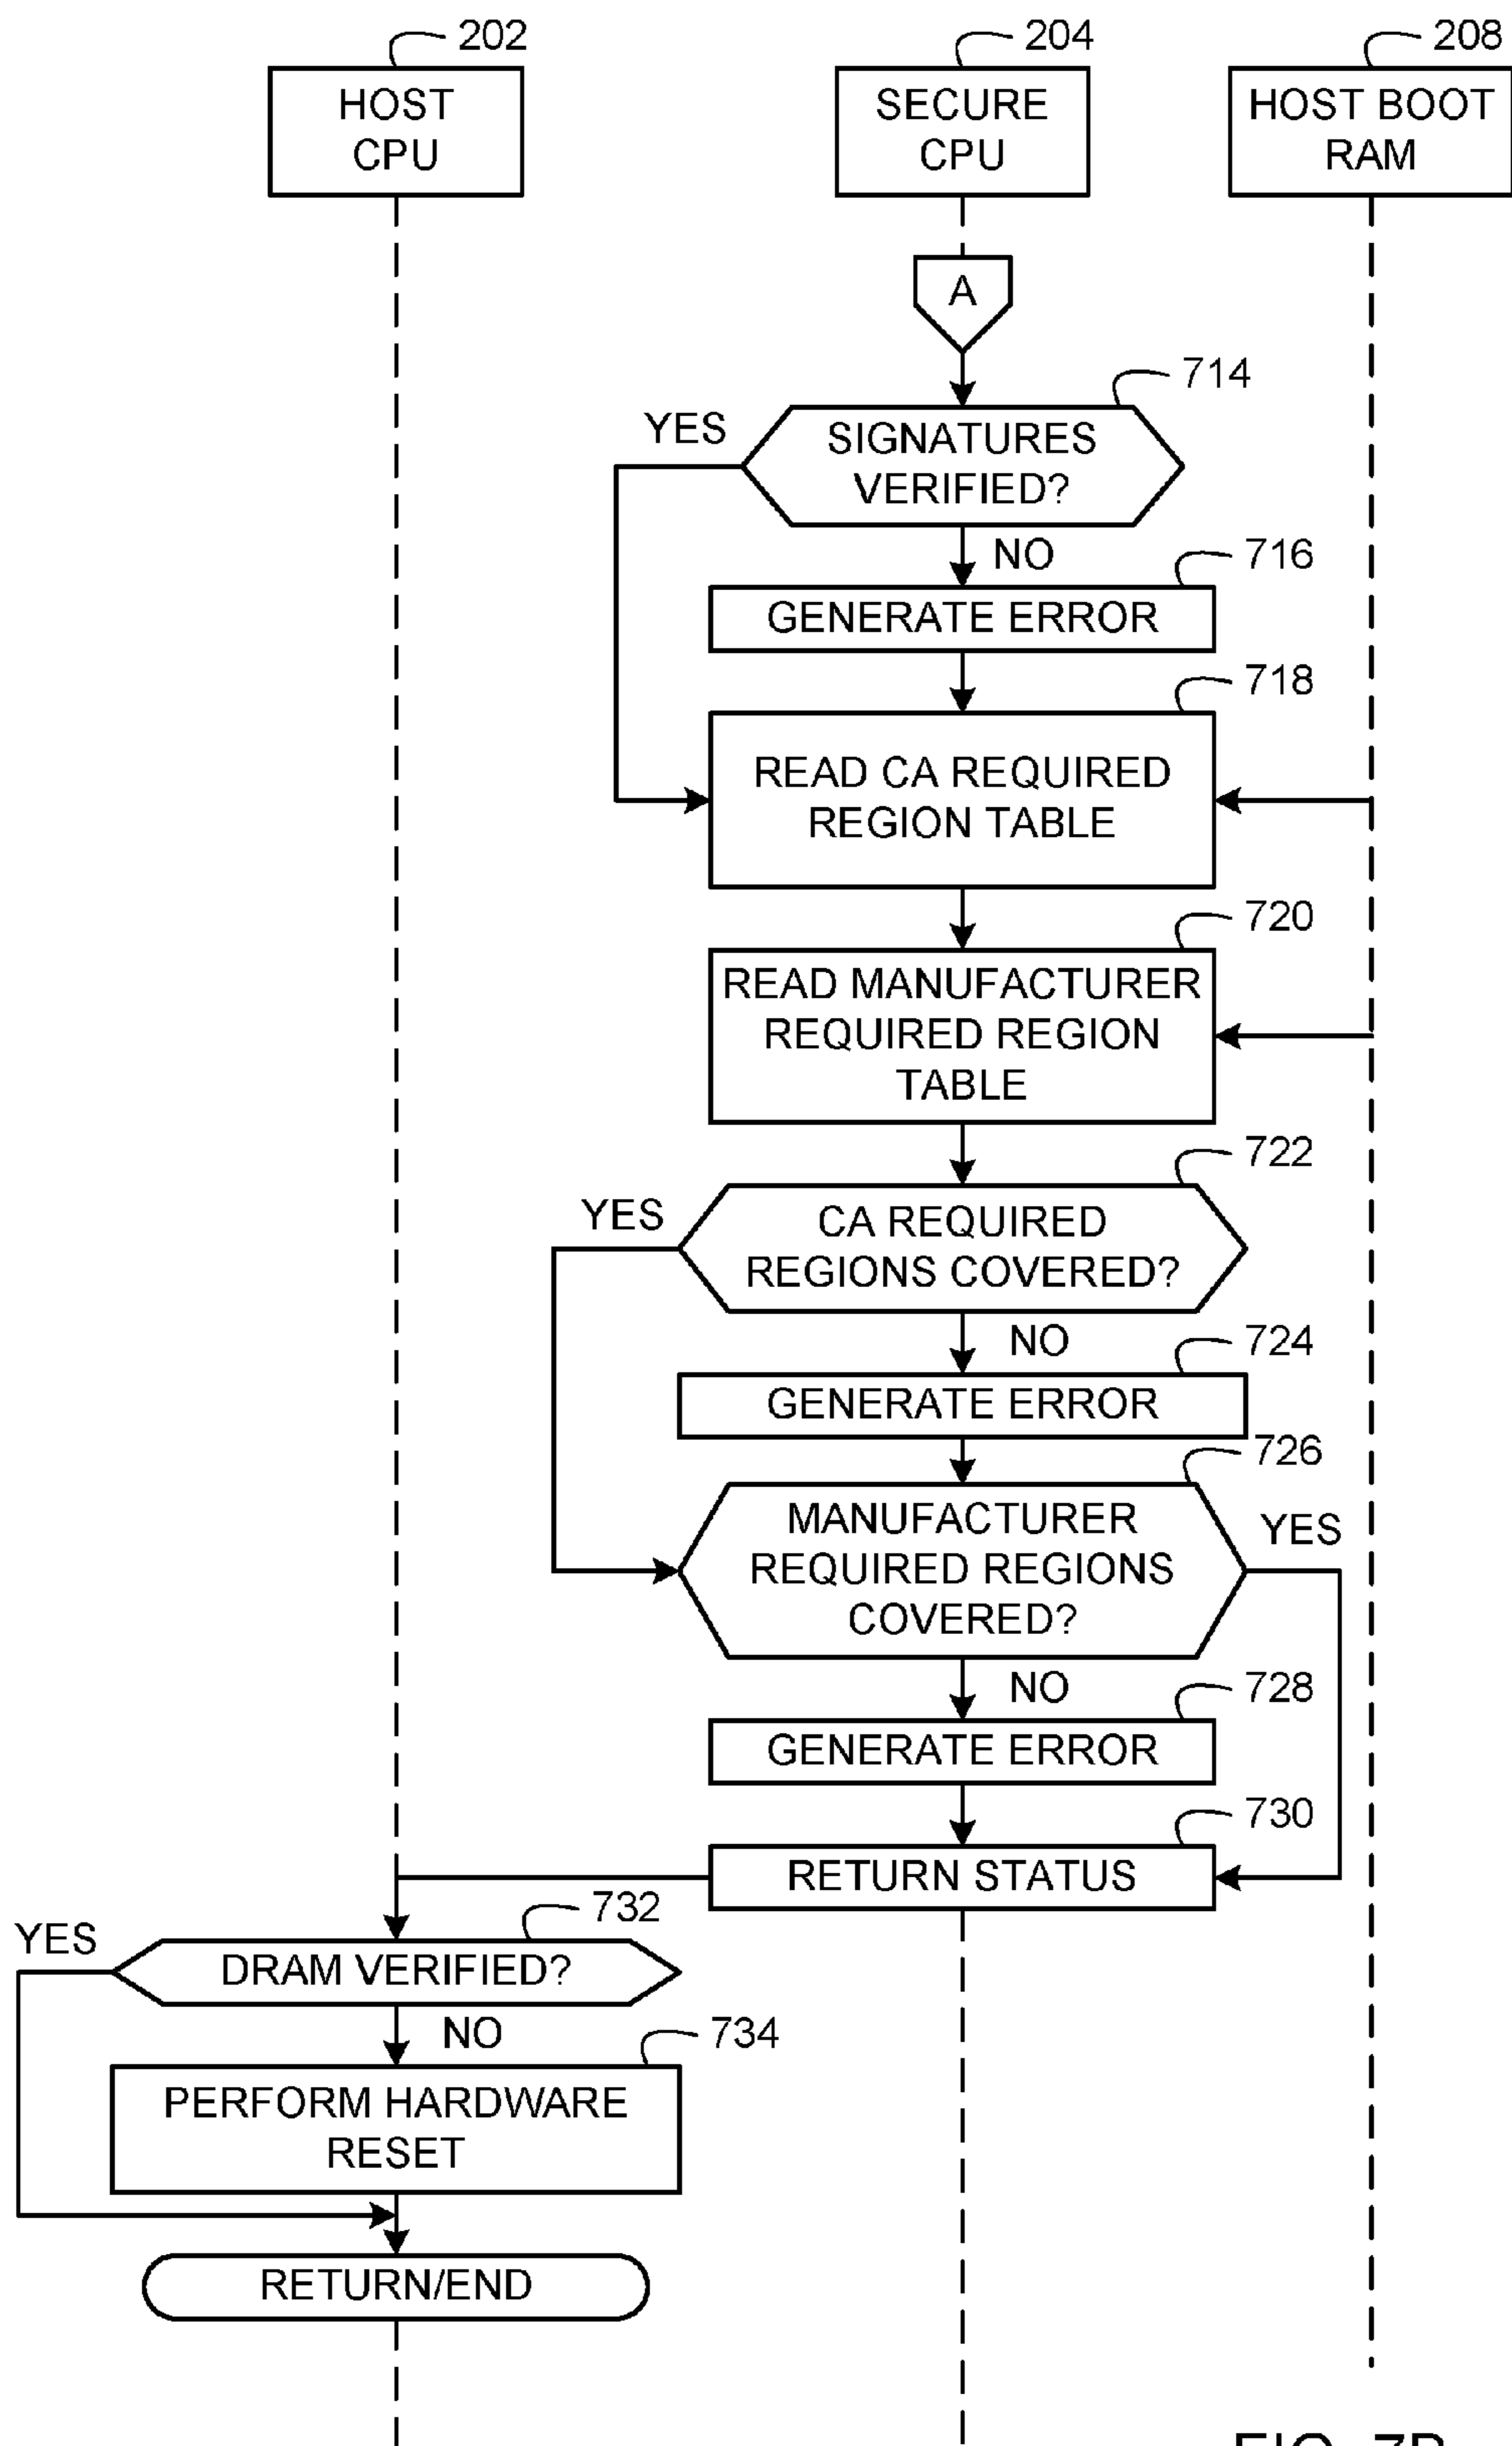 202
204
208
HOST
CPU
SECURE
CPU
HOST BOOT
RAM
A
714
YES
SIGNATURES
VERIFIED?
NO
716
GENERATE ERROR
718
READ CA REQUIRED
REGION TABLE
720
READ MANUFACTURER
REQUIRED REGION
TABLE
722
YES
CA REQUIRED
REGIONS COVERED?
NO
724
GENERATE ERROR
726
MANUFACTURER
REQUIRED REGIONS
COVERED?
YES
NO
728
GENERATE ERROR
730
RETURN STATUS
732
YES
DRAM VERIFIED?
NO
734
PERFORM HARDWARE
RESET
RETURN/END
FIG. 7B